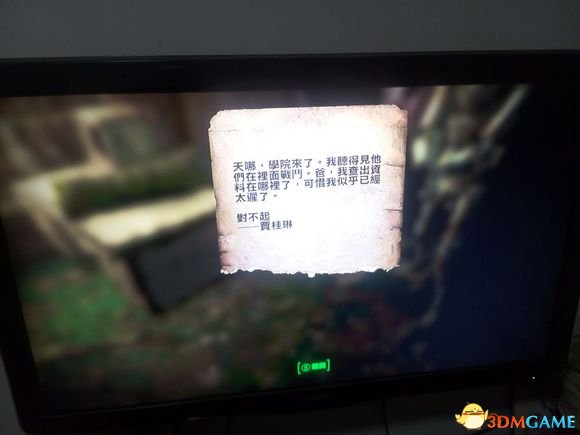 天哪，學院來了。我聽得見他
們在裡面戰鬥。爸，我查出資
料在哪裡了，可惜我似乎已經
太遲了。
對不起
——賈桂琳
3DMGAME